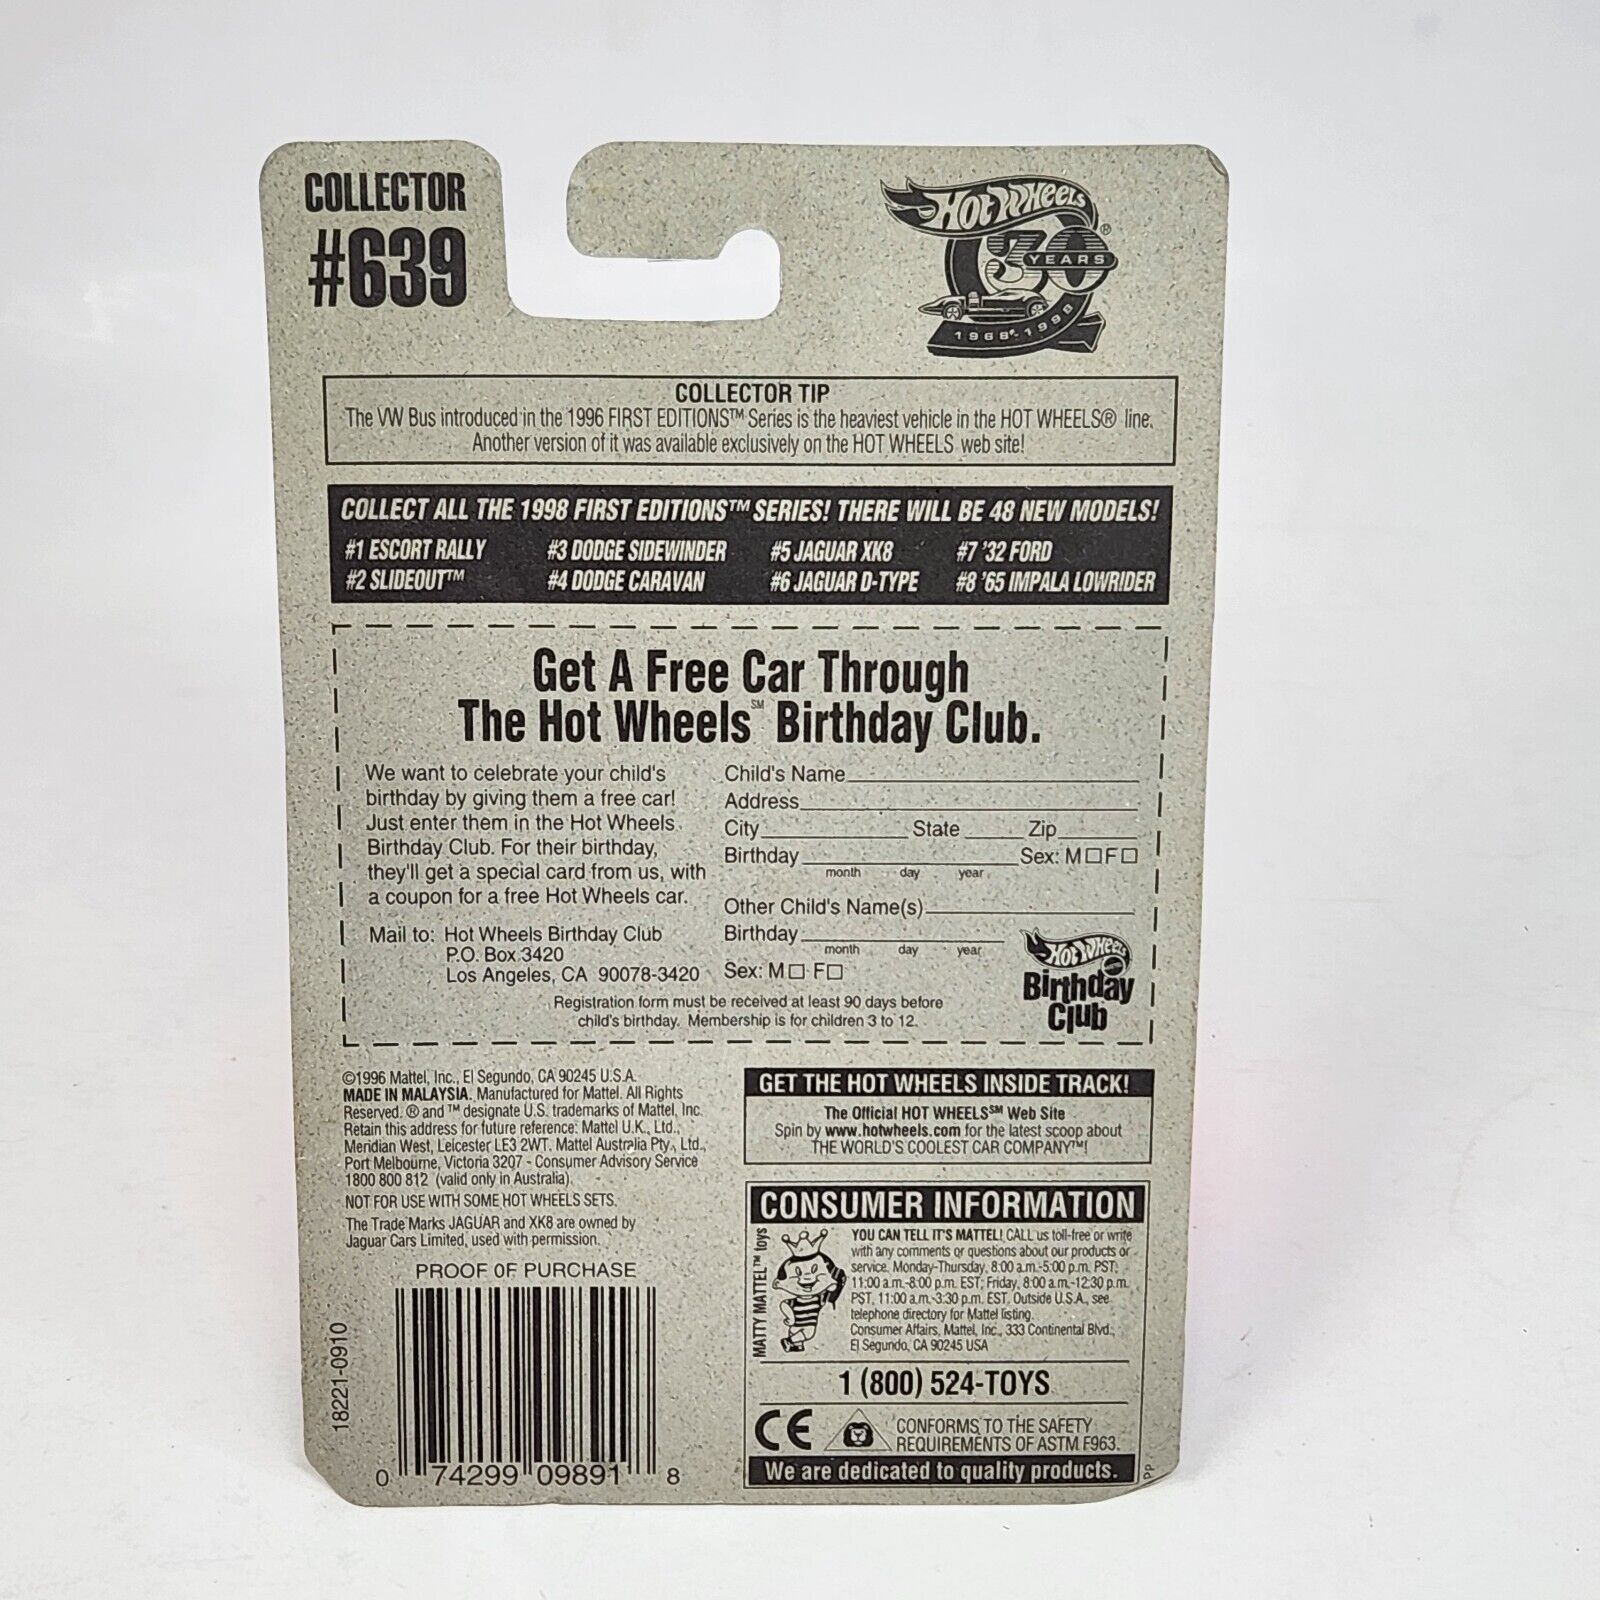 COLLECTOR
#639
HOT WHEELS®
30
YEARS
1968-1998
COLLECTOR TIP
The VW Bus introduced in the 1996 FIRST EDITIONS™ Series is the heaviest vehicle in the HOT WHEELS® line.
Another version of it was available exclusively on the HOT WHEELS web site!
COLLECT ALL THE 1998 FIRST EDITIONS™ SERIES! THERE WILL BE 48 NEW MODELS!
#1 ESCORT RALLY #3 DODGE SIDEWINDER #5 JAGUAR XK8 #7 '32 FORD
#2 SLIDEOUT™ #4 DODGE CARAVAN #6 JAGUAR D-TYPE #8 '65 IMPALA LOWRIDER
Get A Free Car Through
The Hot Wheels℠ Birthday Club.
We want to celebrate your child's
birthday by giving them a free car!
Just enter them in the Hot Wheels
Birthday Club. For their birthday,
they'll get a special card from us, with
a coupon for a free Hot Wheels car.
Mail to: Hot Wheels Birthday Club
P.O. Box 3420
Los Angeles, CA 90078-3420
Child's Name
Address
City State Zip
Birthday Sex: M☐F☐
month day year
Other Child's Name(s)
Birthday
month day year
Sex: M☐ F☐
HOT WHEELS
Birthday
Club
Registration form must be received at least 90 days before
child's birthday. Membership is for children 3 to 12.
©1996 Mattel, Inc., El Segundo, CA 90245 U.S.A.
MADE IN MALAYSIA. Manufactured for Mattel. All Rights
Reserved. ® and ™ designate U.S. trademarks of Mattel, Inc.
Retain this address for future reference: Mattel U.K., Ltd.,
Meridian West, Leicester LE3 2WT. Mattel Australia Pty., Ltd.,
Port Melbourne, Victoria 3207 - Consumer Advisory Service
1800 800 812 (valid only in Australia).
NOT FOR USE WITH SOME HOT WHEELS SETS.
The Trade Marks JAGUAR and XK8 are owned by
Jaguar Cars Limited, used with permission.
PROOF OF PURCHASE
18221-0910
0 74299 09891 8
GET THE HOT WHEELS INSIDE TRACK!
The Official HOT WHEELS℠ Web Site
Spin by www.hotwheels.com for the latest scoop about
THE WORLD'S COOLEST CAR COMPANY™!
CONSUMER INFORMATION
MATTY MATTEL™ toys
YOU CAN TELL IT'S MATTEL! CALL us toll-free or write
with any comments or questions about our products or
service. Monday-Thursday, 8:00 a.m.-5:00 p.m. PST;
11:00 a.m.-8:00 p.m. EST; Friday, 8:00 a.m.-12:30 p.m.
PST, 11:00 a.m.-3:30 p.m. EST. Outside U.S.A., see
telephone directory for Mattel listing.
Consumer Affairs, Mattel, Inc., 333 Continental Blvd.,
El Segundo, CA 90245 USA
1 (800) 524-TOYS
CE
CONFORMS TO THE SAFETY
REQUIREMENTS OF ASTM F963.
We are dedicated to quality products.
PP